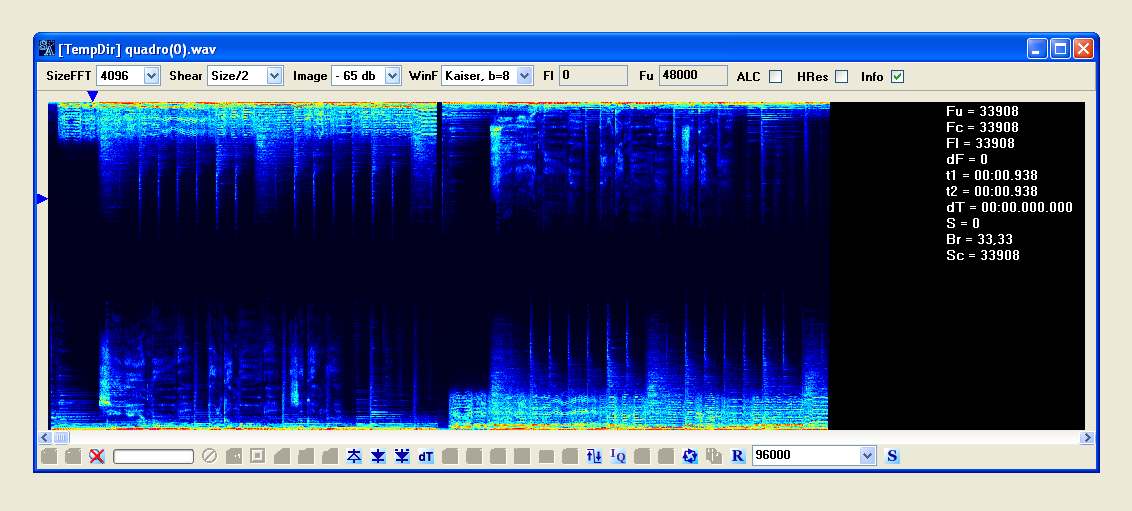 [TempDir] quadro(0).wav
SizeFFT 4096 Shear Size/2 Image - 65 db WinF Kaiser, b=8 Fl 0 Fu 48000 ALC HRes Info
Fu = 33908
Fc = 33908
Fl = 33908
dF = 0
t1 = 00:00.938
t2 = 00:00.938
dT = 00:00.000.000
S = 0
Br = 33,33
Sc = 33908
dT IQ R 96000 S